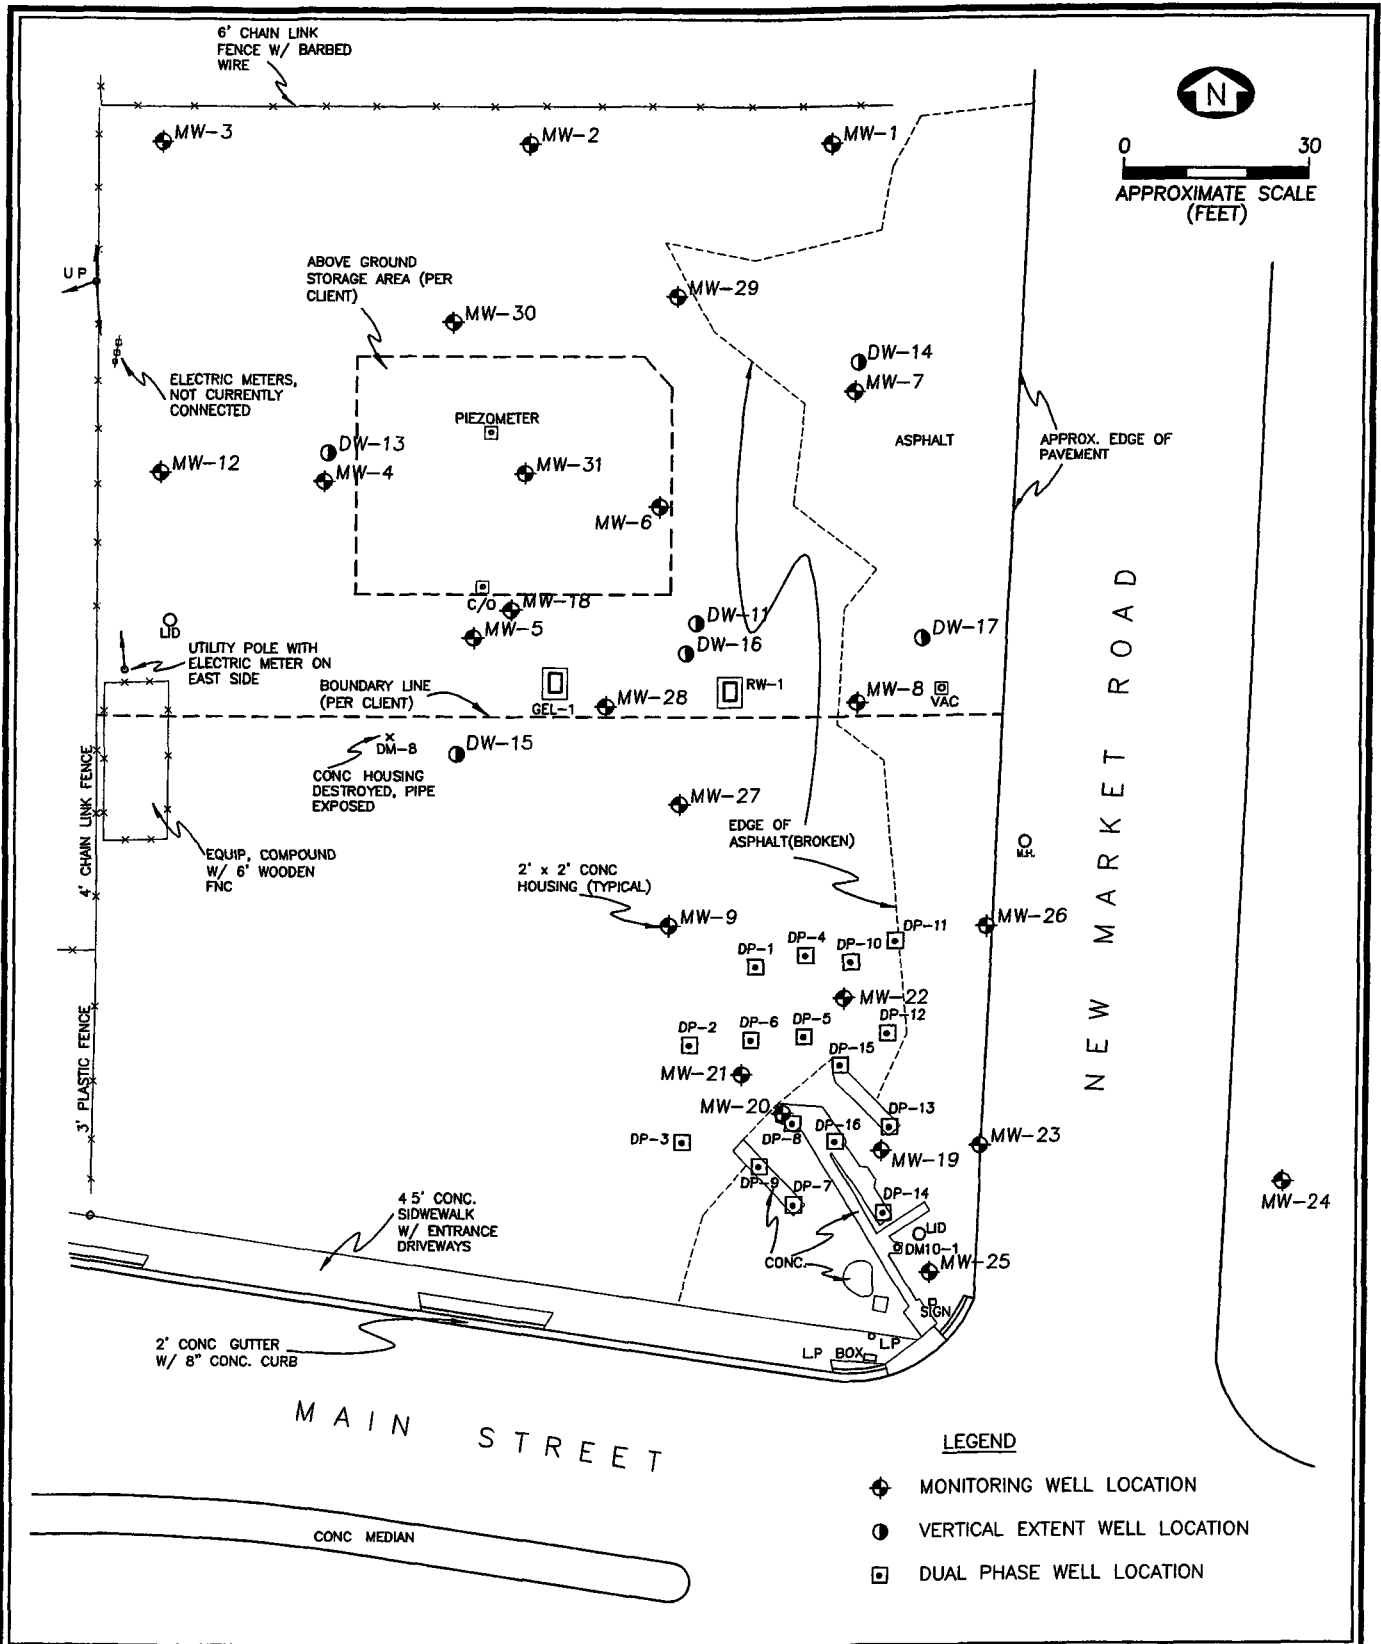 6' CHAIN LINK
FENCE W/ BARBED
WIRE
N
MW-3
MW-2
MW-1
0 30
APPROXIMATE SCALE
(FEET)
UP
ABOVE GROUND
STORAGE AREA (PER
CLIENT)
MW-29
MW-30
DW-14
MW-7
ELECTRIC METERS,
NOT CURRENTLY
CONNECTED
PIEZOMETER
ASPHALT
APPROX. EDGE OF
PAVEMENT
DW-13
MW-12
MW-4
MW-31
MW-6
C/O
MW-18
DW-11
LID
MW-5
DW-17
UTILITY POLE WITH
ELECTRIC METER ON
EAST SIDE
DW-16
BOUNDARY LINE
(PER CLIENT)
GEL-1
MW-28
RW-1
MW-8
VAC
DM-8
DW-15
CONC HOUSING
DESTROYED, PIPE
EXPOSED
MW-27
EDGE OF
ASPHALT(BROKEN)
4' CHAIN LINK FENCE
EQUIP, COMPOUND
W/ 6' WOODEN
FNC
2' x 2' CONC
HOUSING (TYPICAL)
M.H.
NEW MARKET ROAD
MW-9
MW-26
DP-1
DP-4
DP-10
DP-11
MW-22
3' PLASTIC FENCE
DP-2
DP-6
DP-5
DP-12
DP-15
MW-21
MW-20
DP-13
DP-3
DP-8
DP-16
MW-23
MW-19
DP-9
DP-7
DP-14
MW-24
4 5' CONC.
SIDWEWALK
W/ ENTRANCE
DRIVEWAYS
LID
DM10-1
CONC.
MW-25
SIGN
L.P
L.P BOX
2' CONC GUTTER
W/ 8" CONC. CURB
MAIN STREET
CONC MEDIAN
LEGEND
MONITORING WELL LOCATION
VERTICAL EXTENT WELL LOCATION
DUAL PHASE WELL LOCATION